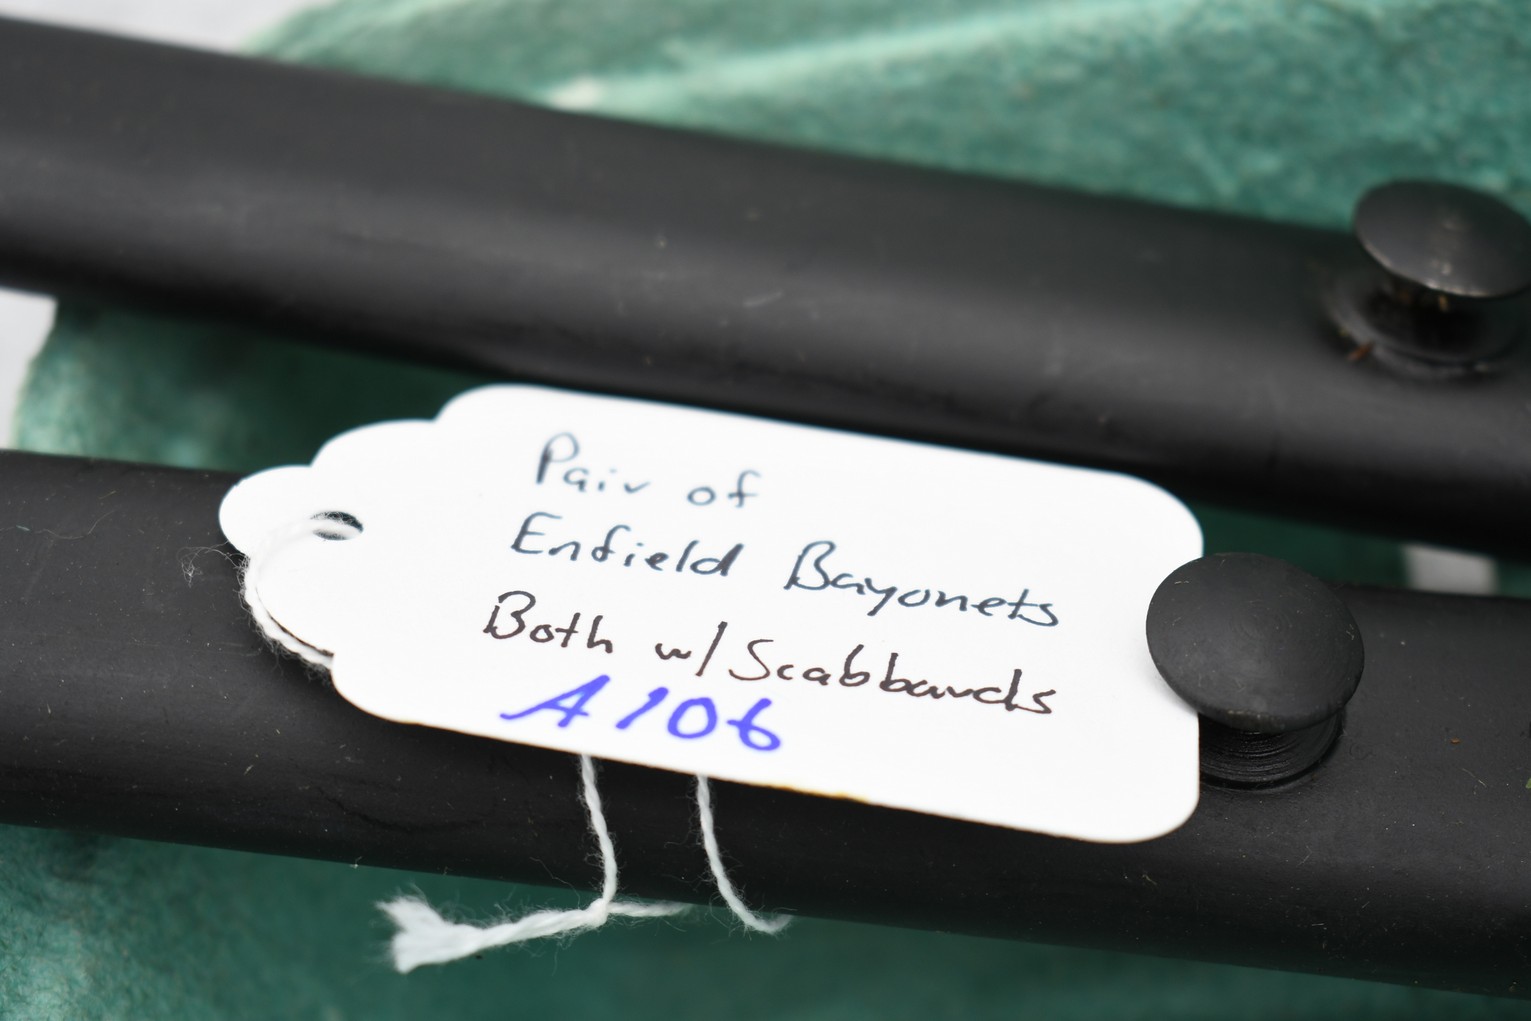 Pair of
Enfield Bayonets
Both w/ Scabbards
A106